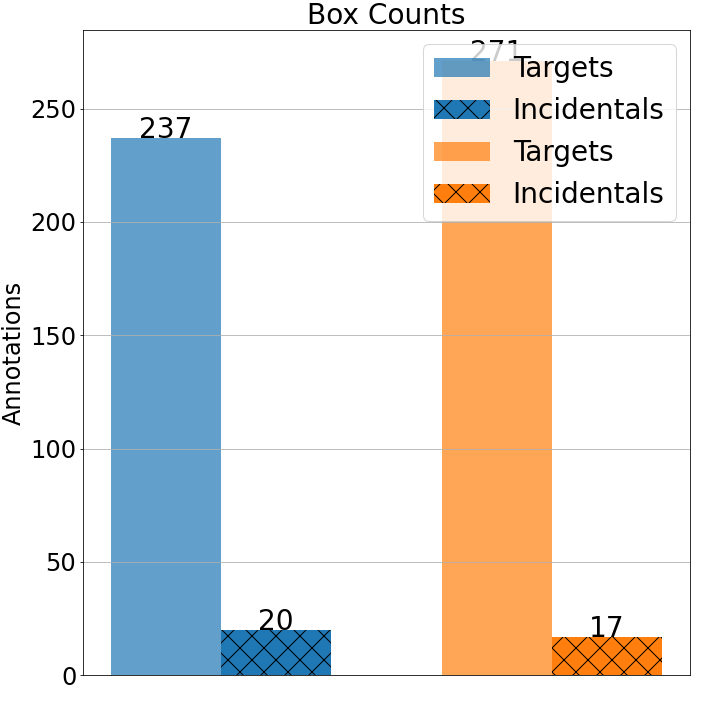 Box Counts
271
Targets
Incidentals
Targets
Incidentals
237
20
17
Annotations
250
200
150
100
50
0